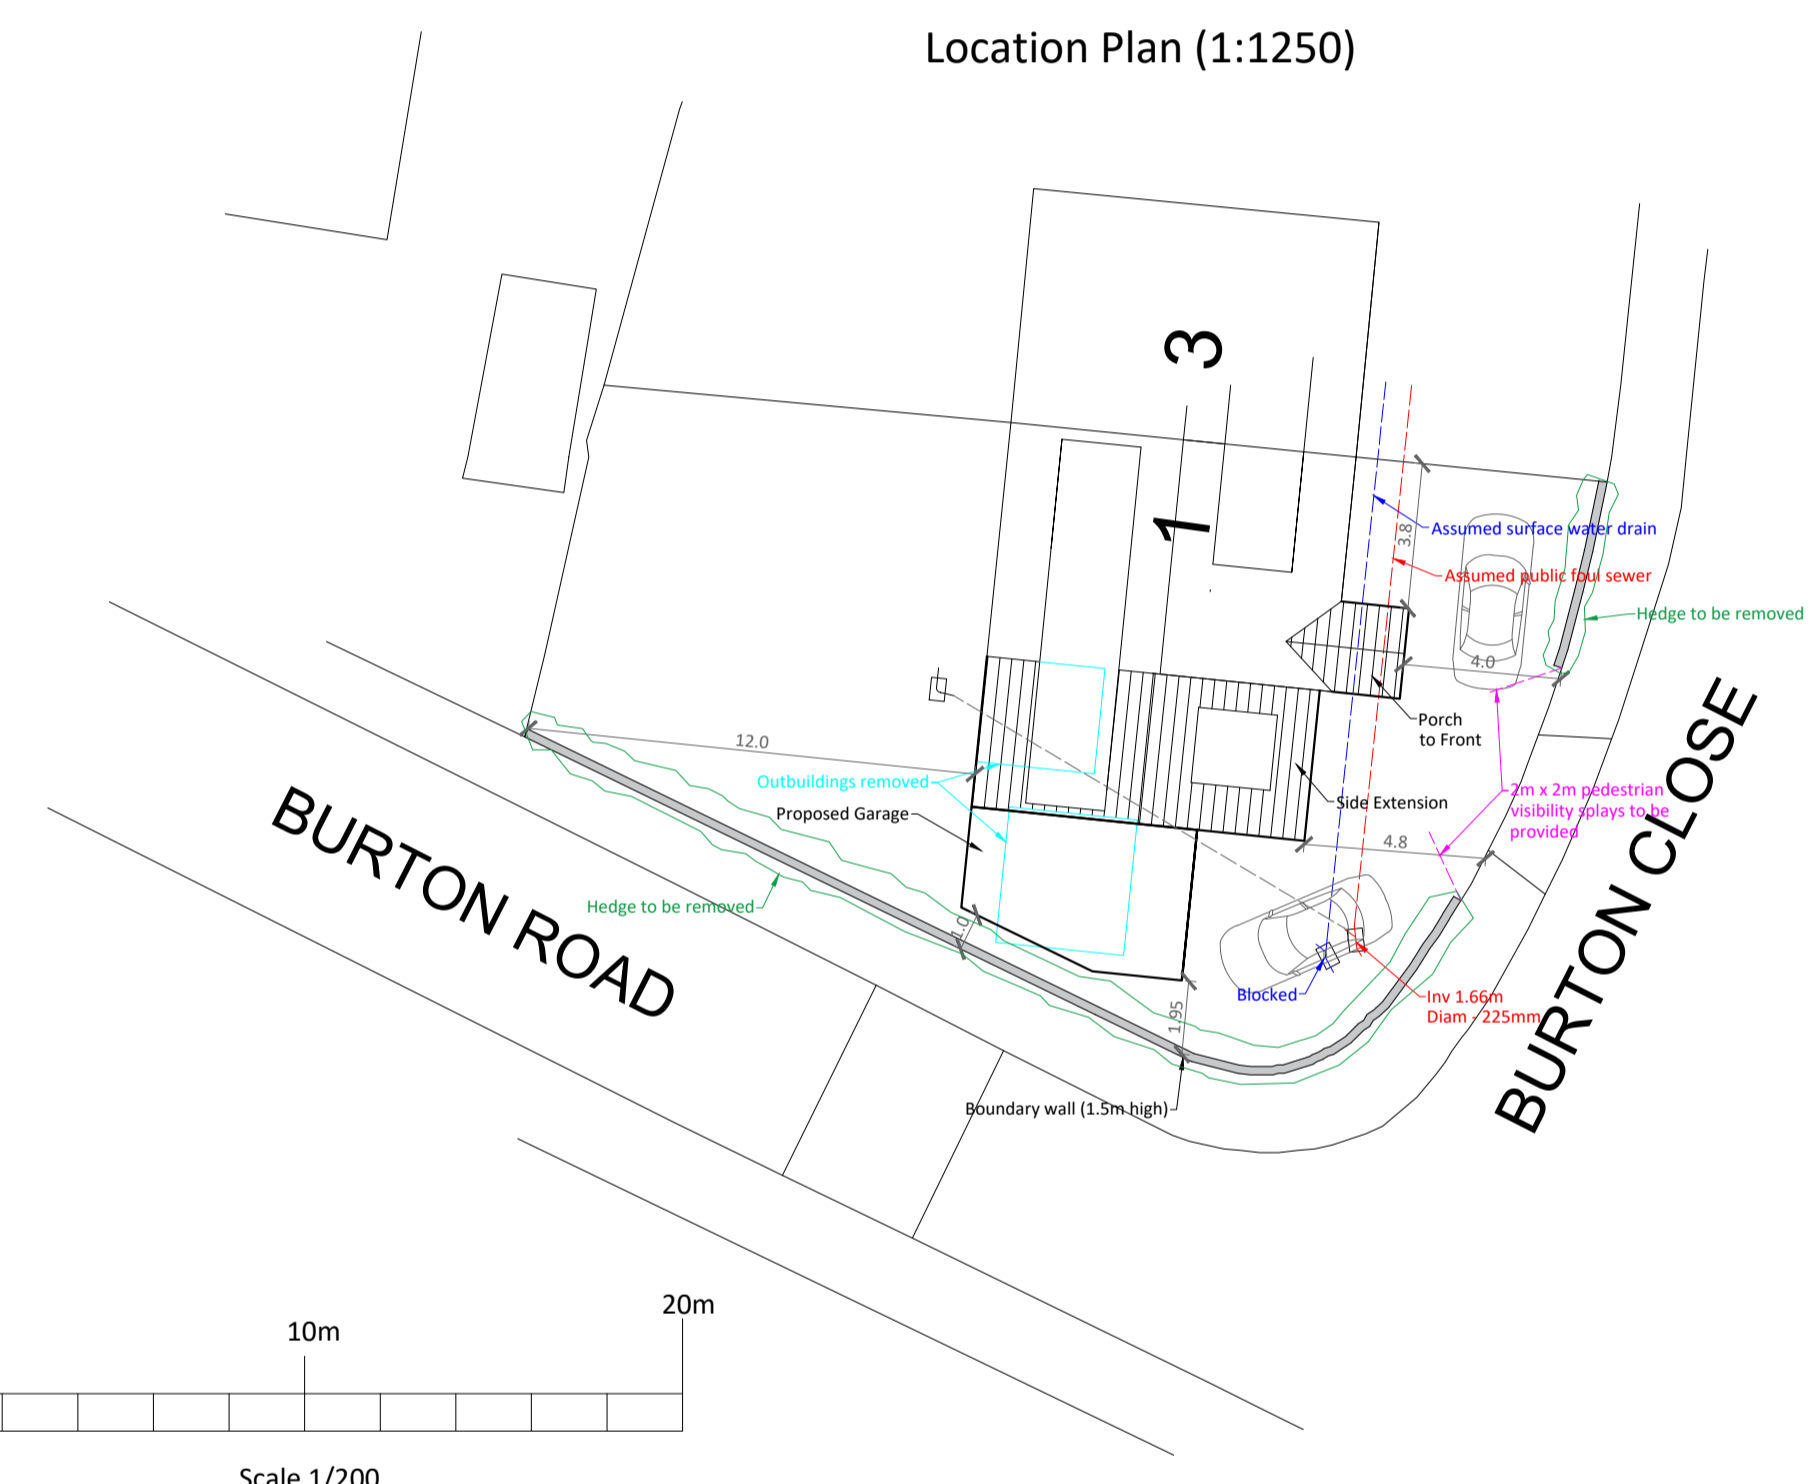 Location Plan (1:1250)
3
1
Assumed surface water drain
3.8
Assumed public foul sewer
Hedge to be removed
4.0
Porch
to Front
12.0
Outbuildings removed
Proposed Garage
Side Extension
2m x 2m pedestrian
visibility splays to be
provided
4.8
BURTON ROAD
BURTON CLOSE
Hedge to be removed
1.0
Blocked
Inv 1.66m
Diam - 225mm
1.95
Boundary wall (1.5m high)
10m
20m
Scale 1/200